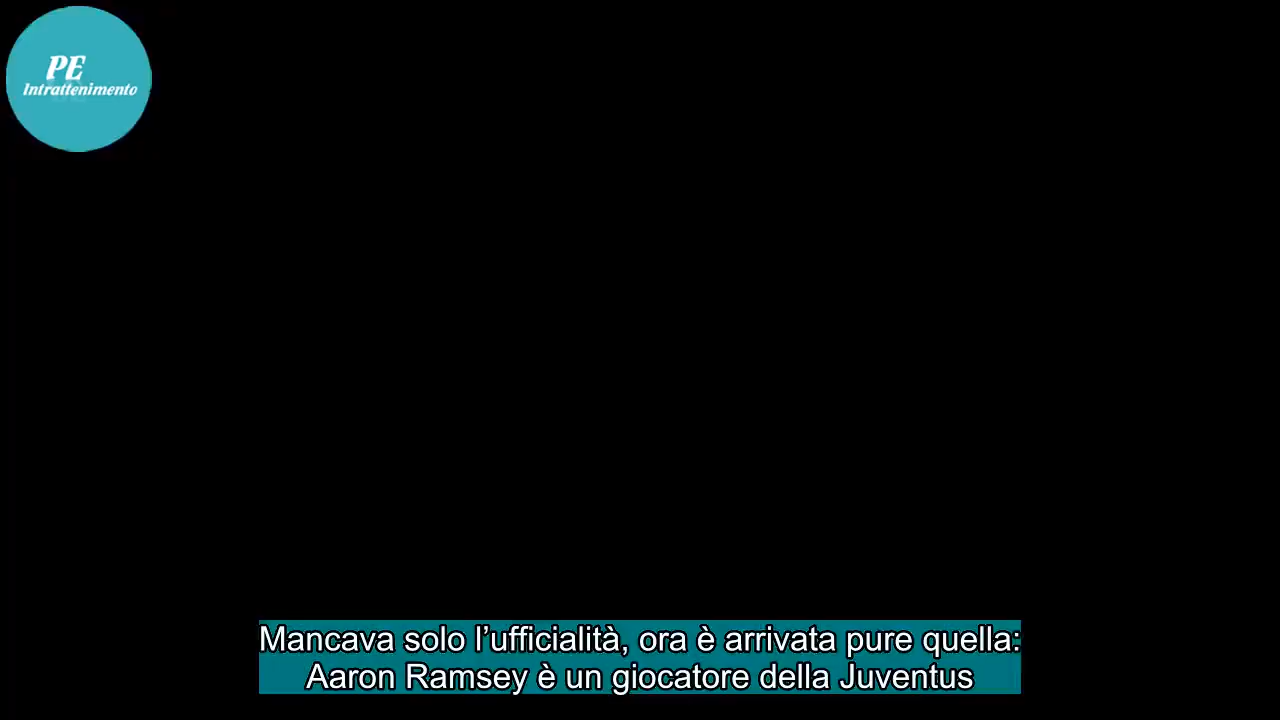 PE
Intrattenimento
Mancava solo l’ufficialità, ora è arrivata pure quella:
Aaron Ramsey è un giocatore della Juventus